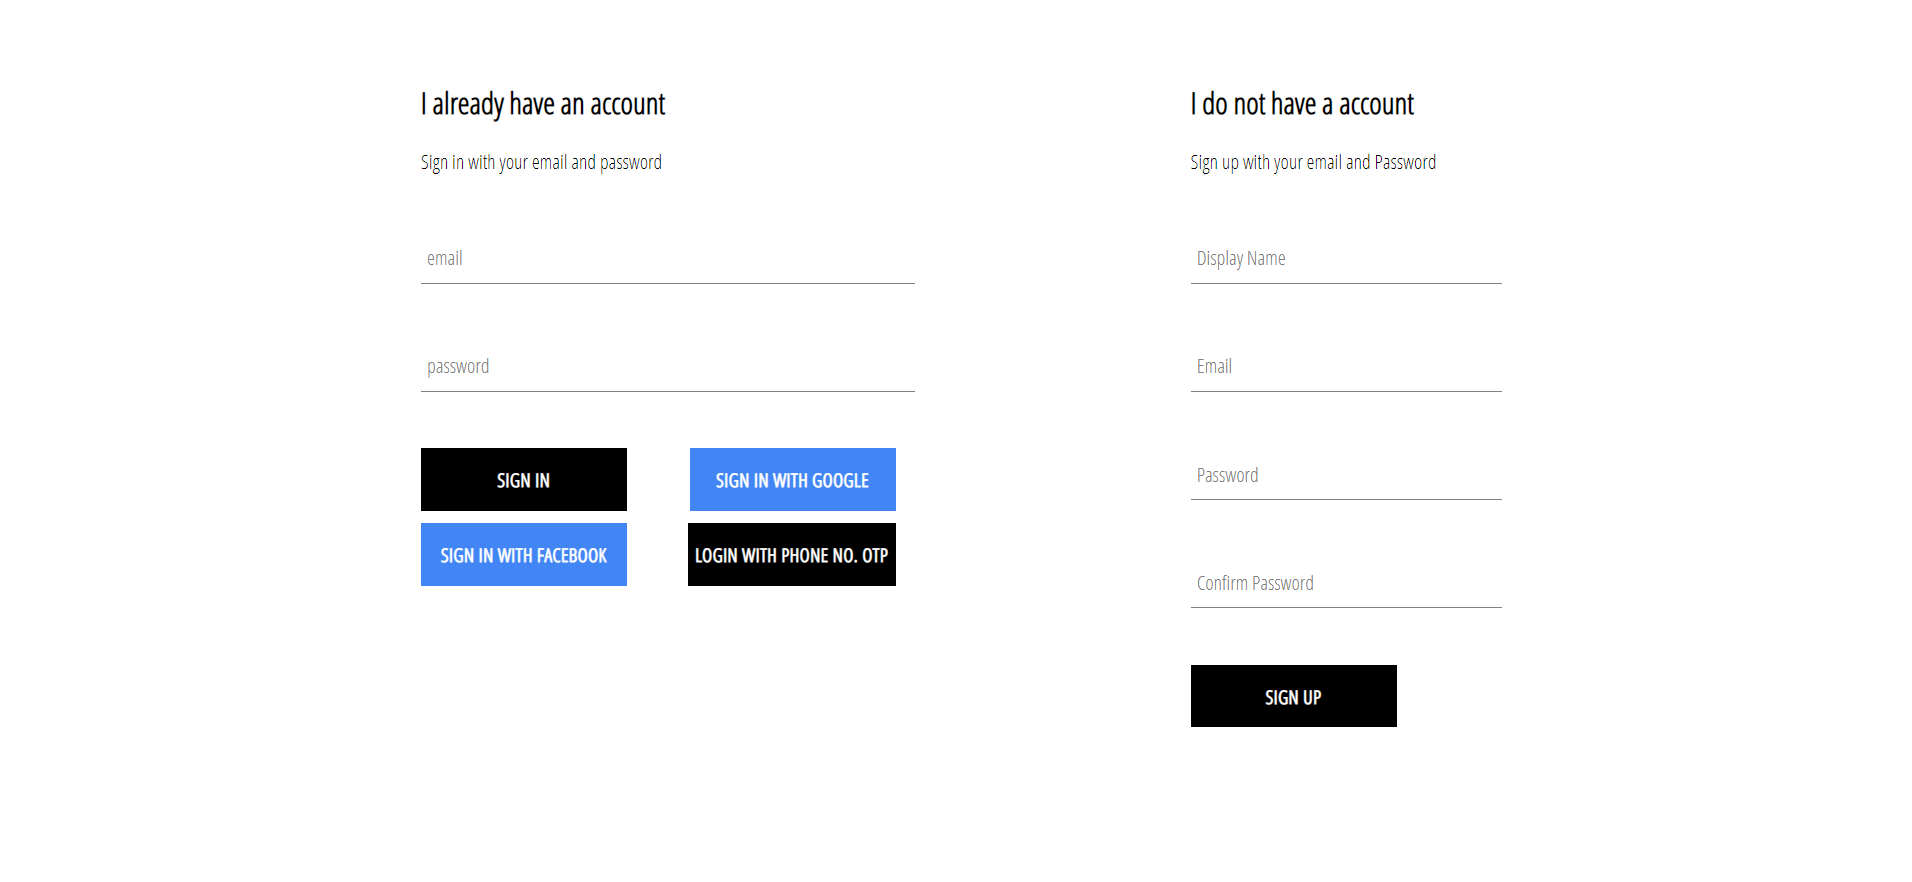 I already have an account
Sign in with your email and password
email
password
SIGN IN
SIGN IN WITH GOOGLE
SIGN IN WITH FACEBOOK
LOGIN WITH PHONE NO. OTP
I do not have a account
Sign up with your email and Password
Display Name
Email
Password
Confirm Password
SIGN UP